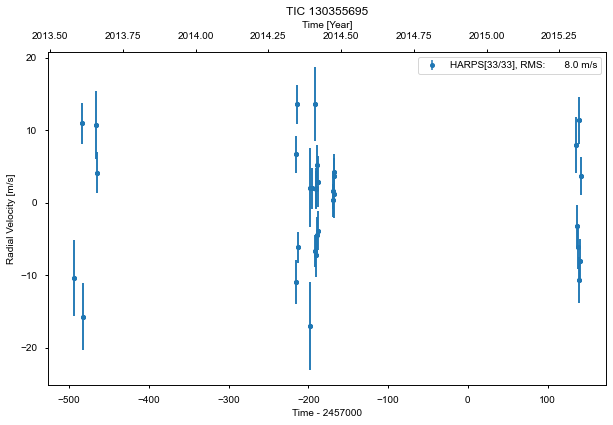 TIC 130355695
Time [Year]
2013.50 2013.75 2014.00 2014.25 2014.50 2014.75 2015.00 2015.25
HARPS[33/33], RMS: 8.0 m/s
20
10
0
−10
−20
Radial Velocity [m/s]
−500 −400 −300 −200 −100 0 100
Time - 2457000